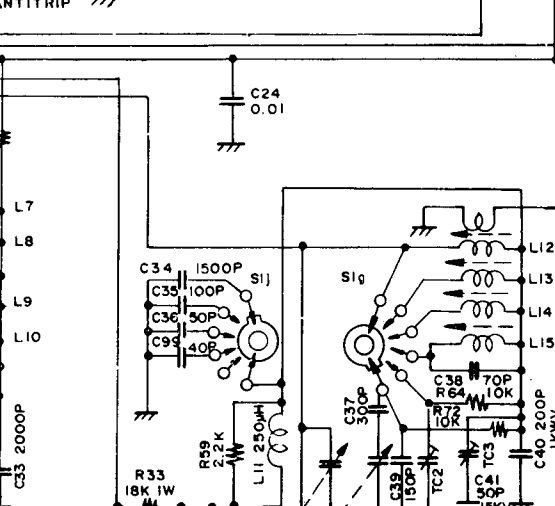 ANTITRIP
C24
0.01
L7
L8
L9
L10
C34 1500P
C35 100P
C36 50P
C99 40P
S1j
S1g
L12
L13
L14
L15
C38 70P
R64 10K
R72
10K
C37
300P
C33 2000P
R33
18K 1W
R59
2.2K
L11 250µH
C39
150P
TC2
TC3
C41
50P
C40 200P
1KWV